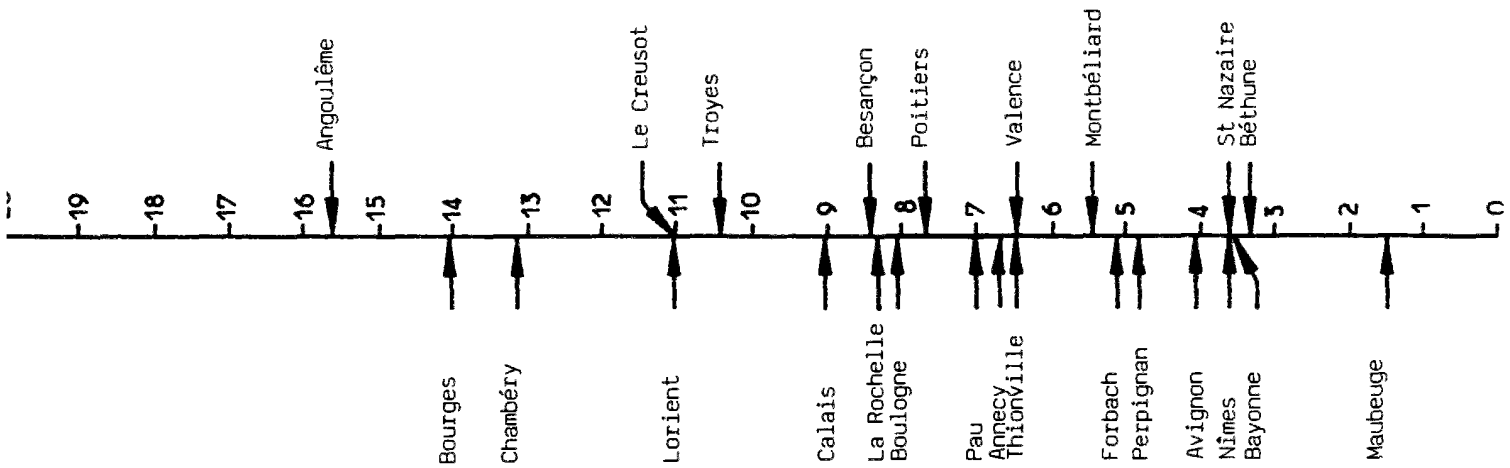 Angoulême
Le Creusot
Troyes
Besançon
Poitiers
Valence
Montbéliard
St Nazaire
Béthune
19
18
17
16
15
14
13
12
11
10
9
8
7
6
5
4
3
2
1
0
Bourges
Chambéry
Lorient
Calais
La Rochelle
Boulogne
Pau
Annecy
Thionville
Forbach
Perpignan
Avignon
Nîmes
Bayonne
Maubeuge